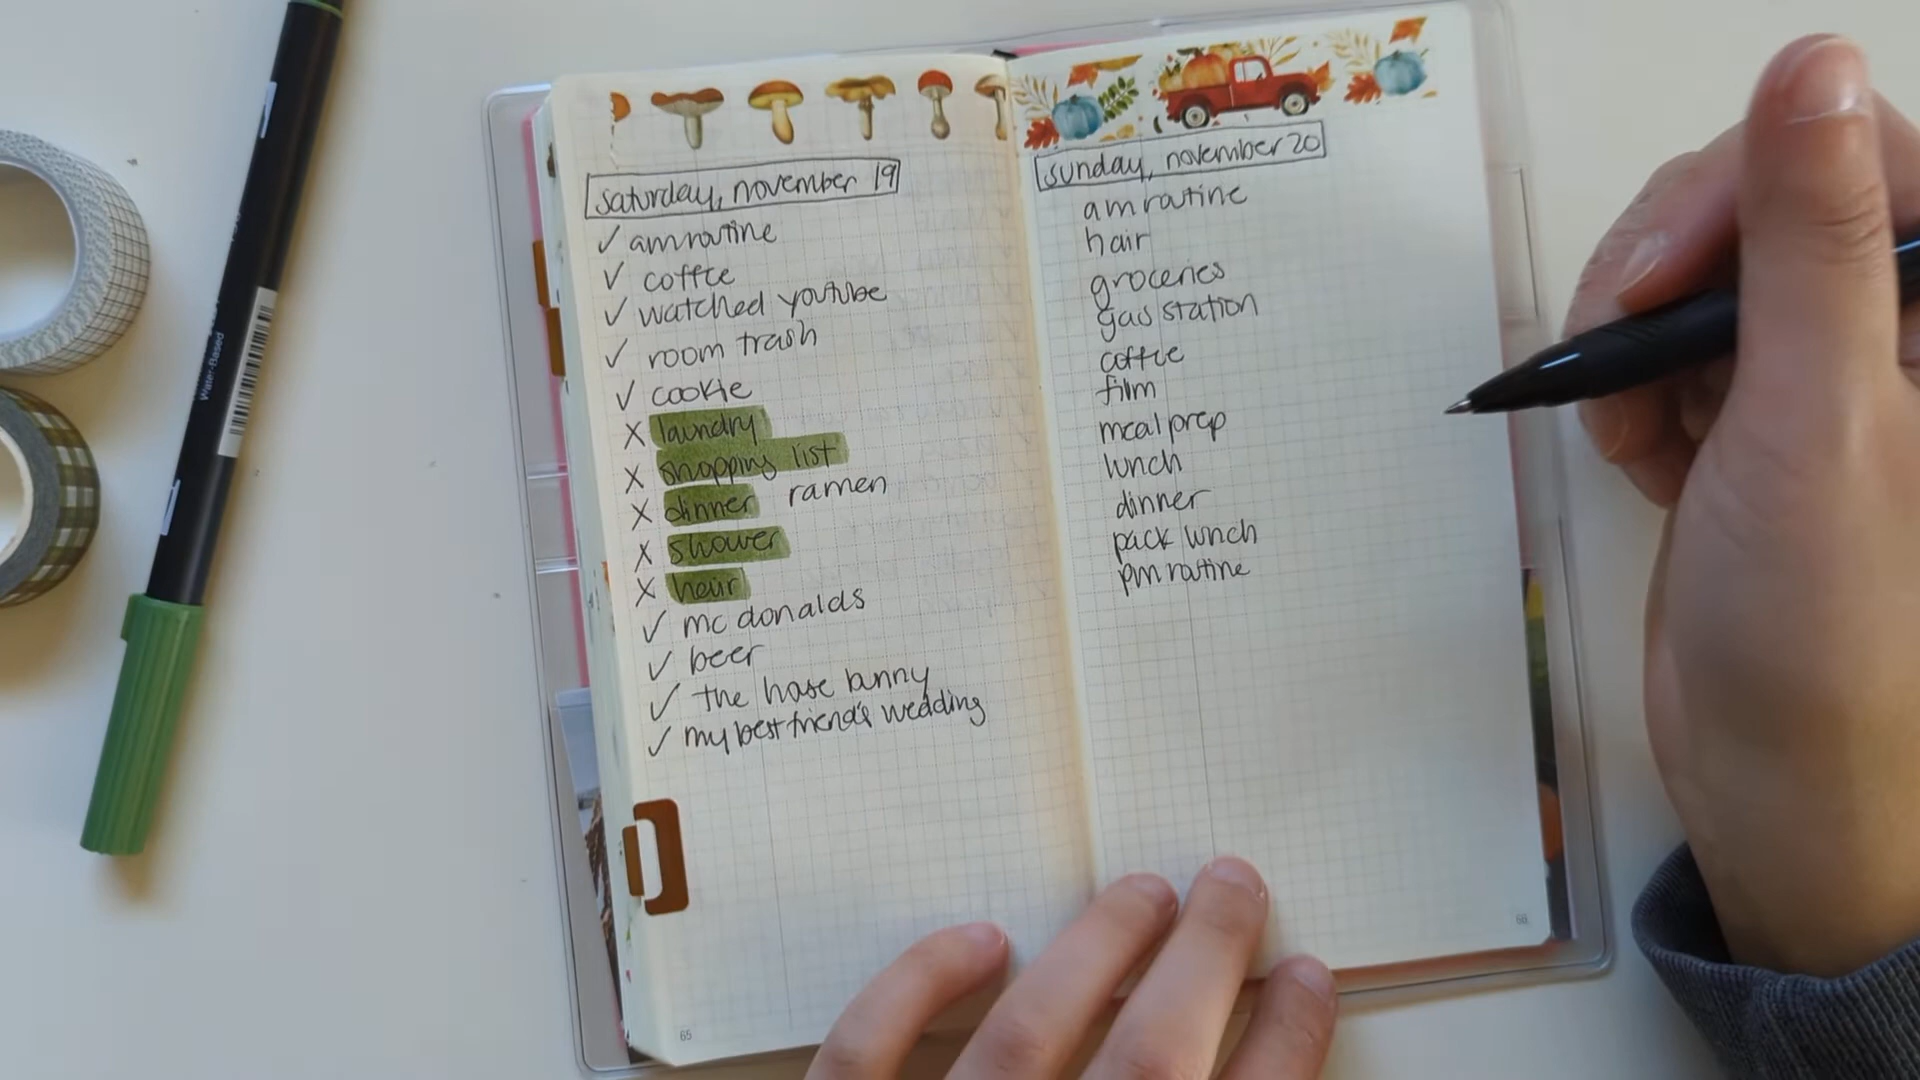 saturday, november 19
✓ am routine
✓ coffee
✓ watched youtube
✓ room trash
✓ cookie
X laundry
X shopping list
X dinner ramen
X shower
X hair
✓ mc donalds
✓ beer
✓ the hose bunny
✓ my best friend's wedding
65
sunday, november 20
am routine
hair
groceries
gas station
coffee
film
meal prep
lunch
dinner
pack lunch
pm routine
66
Water-Based